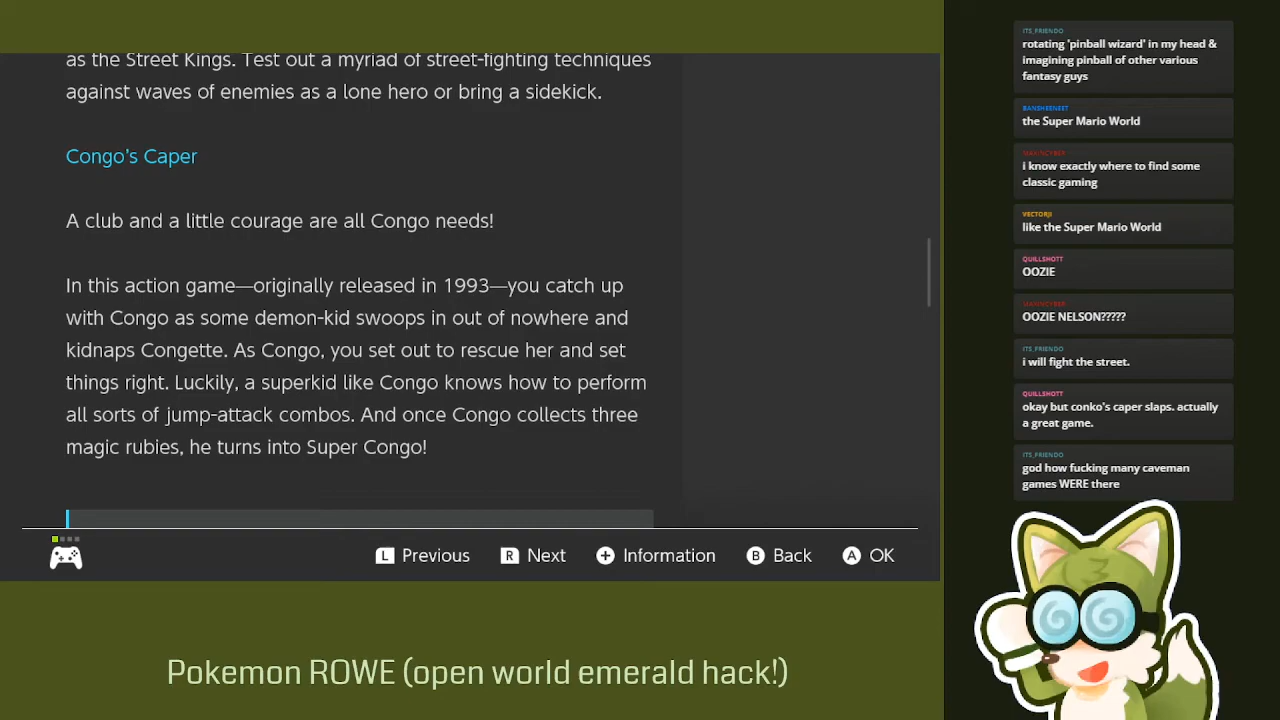 as the Street Kings. Test out a myriad of street-fighting techniques
against waves of enemies as a lone hero or bring a sidekick.
Congo's Caper
A club and a little courage are all Congo needs!
In this action game—originally released in 1993—you catch up
with Congo as some demon-kid swoops in out of nowhere and
kidnaps Congette. As Congo, you set out to rescue her and set
things right. Luckily, a superkid like Congo knows how to perform
all sorts of jump-attack combos. And once Congo collects three
magic rubies, he turns into Super Congo!
L Previous
R Next
+ Information
B Back
A OK
Pokemon ROWE (open world emerald hack!)
ITS_FRIENDO
rotating 'pinball wizard' in my head &
imagining pinball of other various
fantasy guys
BANSHEENEET
the Super Mario World
i know exactly where to find some
classic gaming
VECTORJI
like the Super Mario World
QUILLSHOTT
OOZIE
OOZIE NELSON?????
ITS_FRIENDO
i will fight the street.
QUILLSHOTT
okay but conko's caper slaps. actually
a great game.
ITS_FRIENDO
god how fucking many caveman
games WERE there